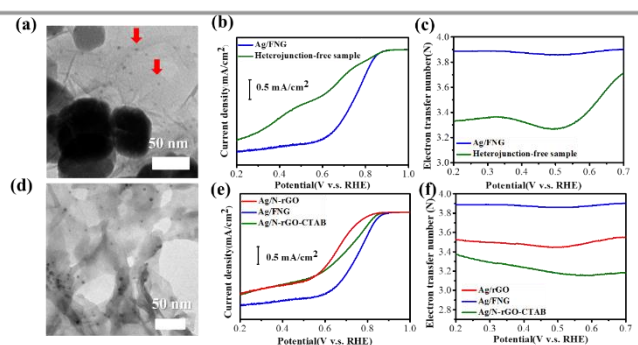 (a)
50 nm
(b)
Current density/mA/cm²
Ag/FNG
Heterojunction-free sample
0.5 mA/cm²
0.2 0.4 0.6 0.8 1.0
Potential(V v.s. RHE)
(c)
Electron transfer number(N)
4.0
3.8
3.6
3.4
3.2
3.0
Ag/FNG
Heterojunction-free sample
0.2 0.3 0.4 0.5 0.6 0.7
Potential(V v.s. RHE)
(d)
50 nm
(e)
Current density/mA/cm²
Ag/N-rGO
Ag/FNG
Ag/N-rGO-CTAB
0.5 mA/cm²
0.2 0.4 0.6 0.8 1.0
Potential(V v.s. RHE)
(f)
Electron transfer number (N)
4.0
3.8
3.6
3.4
3.2
3.0
2.8
Ag/rGO
Ag/FNG
Ag/N-rGO-CTAB
0.2 0.3 0.4 0.5 0.6 0.7
Potential(V v.s. RHE)